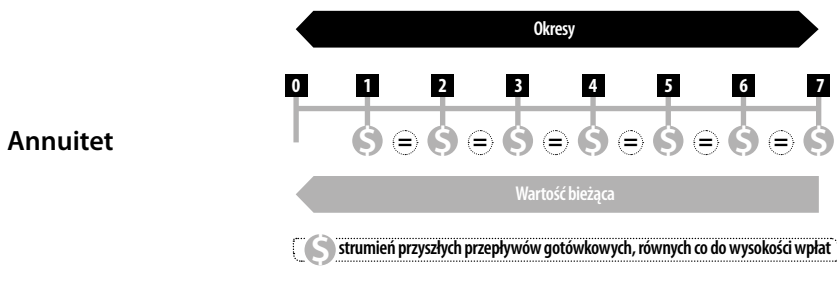 Okresy
0 1 2 3 4 5 6 7
Annuitet
$ = $ = $ = $ = $ = $ = $
Wartość bieżąca
$ strumień przyszłych przepływów gotówkowych, równych co do wysokości wpłat